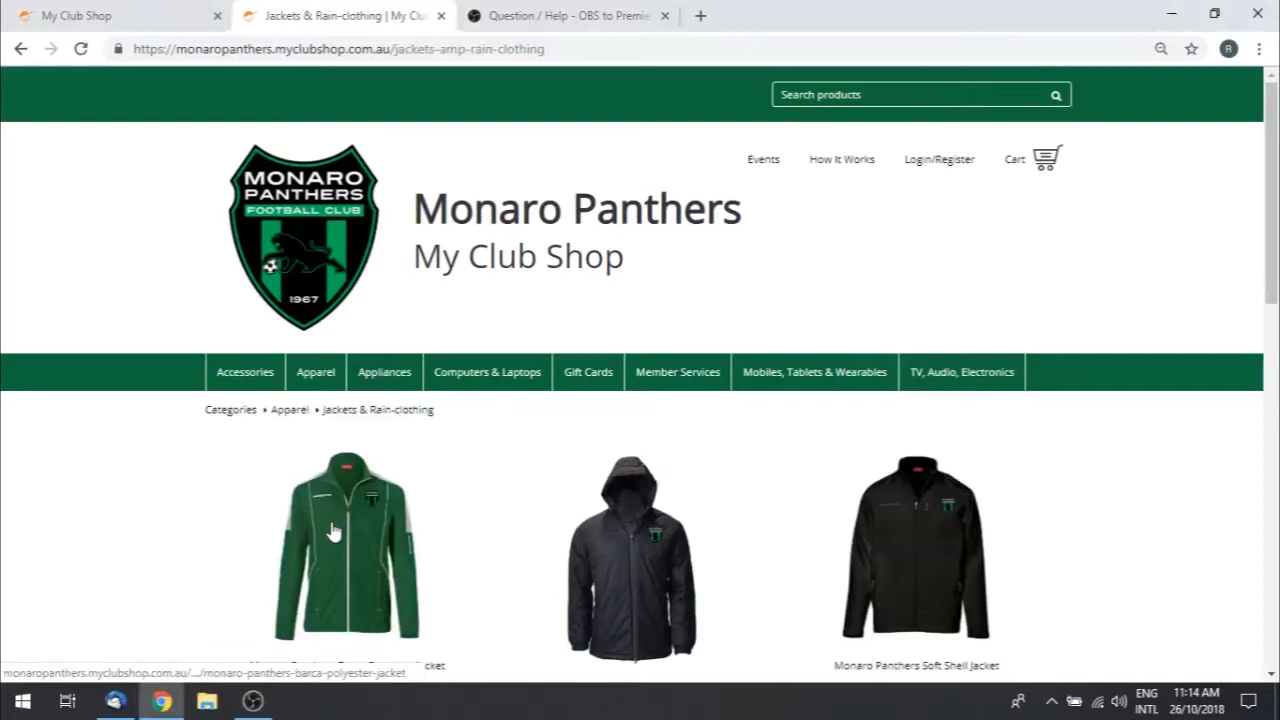 My Club Shop
Jackets & Rain-clothing | My Clu
Question / Help - OBS to Premie
https://monaropanthers.myclubshop.com.au/jackets-amp-rain-clothing
R
Search products
Events
How It Works
Login/Register
Cart
MONARO
PANTHERS
FOOTBALL CLUB
1967
Monaro Panthers
My Club Shop
Accessories
Apparel
Appliances
Computers & Laptops
Gift Cards
Member Services
Mobiles, Tablets & Wearables
TV, Audio, Electronics
Categories
Apparel
Jackets & Rain-clothing
Monaro Panthers Soft Shell Jacket
monaropanthers.myclubshop.com.au/.../monaro-panthers-barca-polyester-jacket
ENG
INTL
11:14 AM
26/10/2018